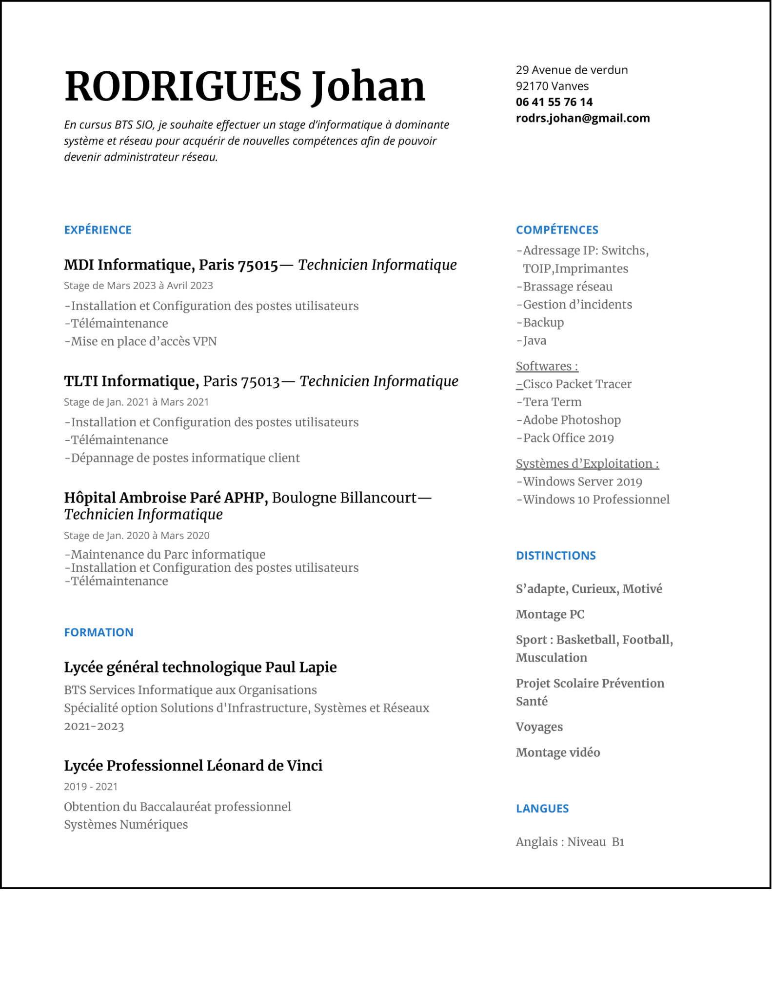 RODRIGUES Johan
En cursus BTS SIO, je souhaite effectuer un stage d’informatique à dominante
système et réseau pour acquérir de nouvelles compétences afin de pouvoir
devenir administrateur réseau.
29 Avenue de verdun
92170 Vanves
06 41 55 76 14
rodrs.johan@gmail.com
EXPÉRIENCE
MDI Informatique, Paris 75015— Technicien Informatique
Stage de Mars 2023 à Avril 2023
-Installation et Configuration des postes utilisateurs
-Télémaintenance
-Mise en place d’accès VPN
TLTI Informatique, Paris 75013— Technicien Informatique
Stage de Jan. 2021 à Mars 2021
-Installation et Configuration des postes utilisateurs
-Télémaintenance
-Dépannage de postes informatique client
Hôpital Ambroise Paré APHP, Boulogne Billancourt—
Technicien Informatique
Stage de Jan. 2020 à Mars 2020
-Maintenance du Parc informatique
-Installation et Configuration des postes utilisateurs
-Télémaintenance
FORMATION
Lycée général technologique Paul Lapie
BTS Services Informatique aux Organisations
Spécialité option Solutions d'Infrastructure, Systèmes et Réseaux
2021-2023
Lycée Professionnel Léonard de Vinci
2019 - 2021
Obtention du Baccalauréat professionnel
Systèmes Numériques
COMPÉTENCES
-Adressage IP: Switchs,
TOIP,Imprimantes
-Brassage réseau
-Gestion d’incidents
-Backup
-Java
Softwares :
-Cisco Packet Tracer
-Tera Term
-Adobe Photoshop
-Pack Office 2019
Systèmes d’Exploitation :
-Windows Server 2019
-Windows 10 Professionnel
DISTINCTIONS
S’adapte, Curieux, Motivé
Montage PC
Sport : Basketball, Football,
Musculation
Projet Scolaire Prévention
Santé
Voyages
Montage vidéo
LANGUES
Anglais : Niveau  B1